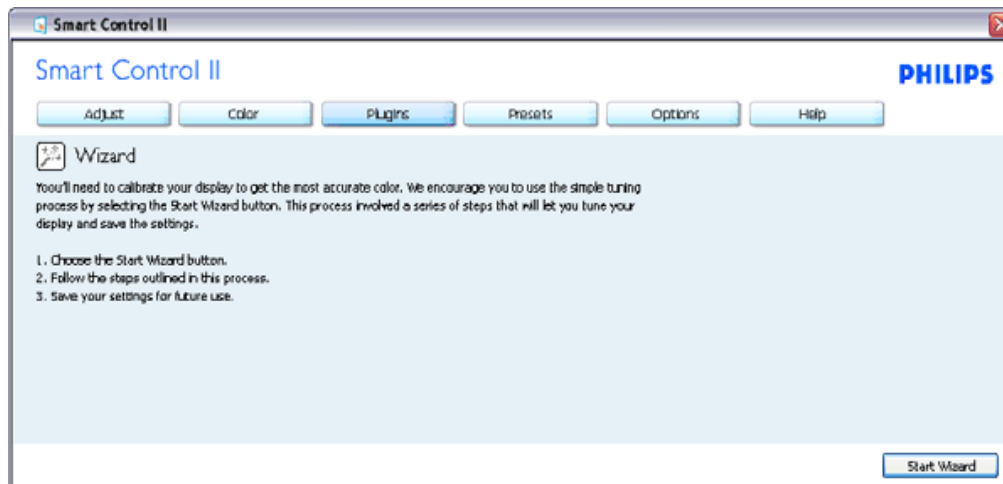 Smart Control II
Smart Control II
PHILIPS
Adjust Color Plugins Presets Options Help
Wizard
Yoou'll need to calibrate your display to get the most accurate color. We encourage you to use the simple tuning
process by selecting the Start Wizard button. This process involved a series of steps that will let you tune your
display and save the settings.
1. Choose the Start Wizard button.
2. Follow the steps outlined in this process.
3. Save your settings for future use.
Start Wizard